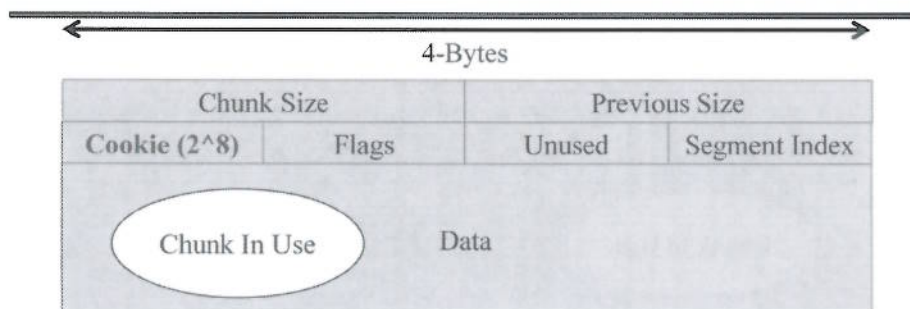 4-Bytes
Chunk Size Previous Size
Cookie (2^8) Flags Unused Segment Index
Chunk In Use Data